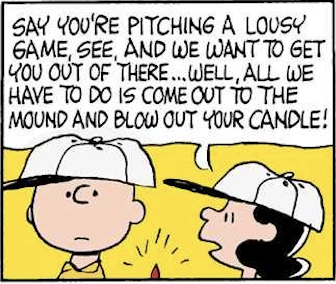 SAY YOU'RE PITCHING A LOUSY
GAME, SEE, AND WE WANT TO GET
YOU OUT OF THERE...WELL, ALL WE
HAVE TO DO IS COME OUT TO THE
MOUND AND BLOW OUT YOUR CANDLE!